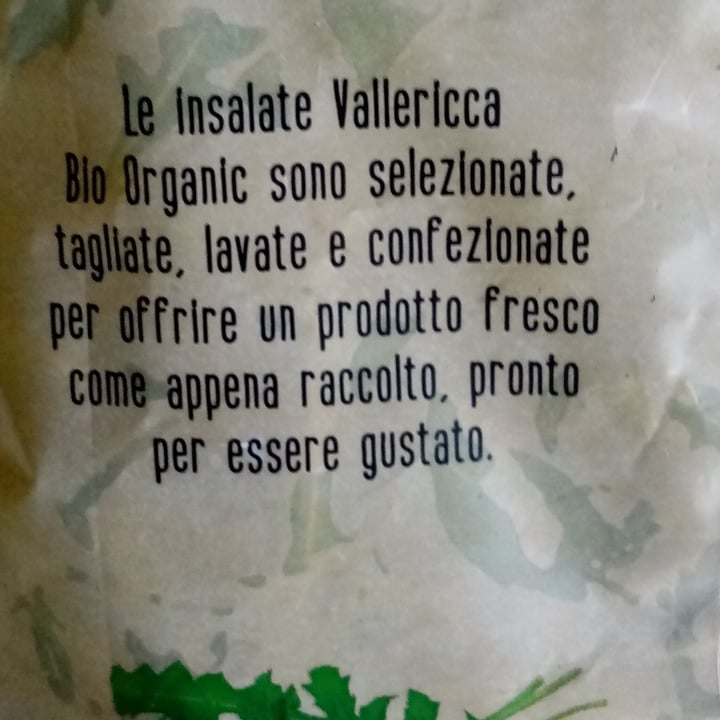 Le insalate Vallericca
Bio Organic sono selezionate,
tagliate, lavate e confezionate
per offrire un prodotto fresco
come appena raccolto, pronto
per essere gustato.